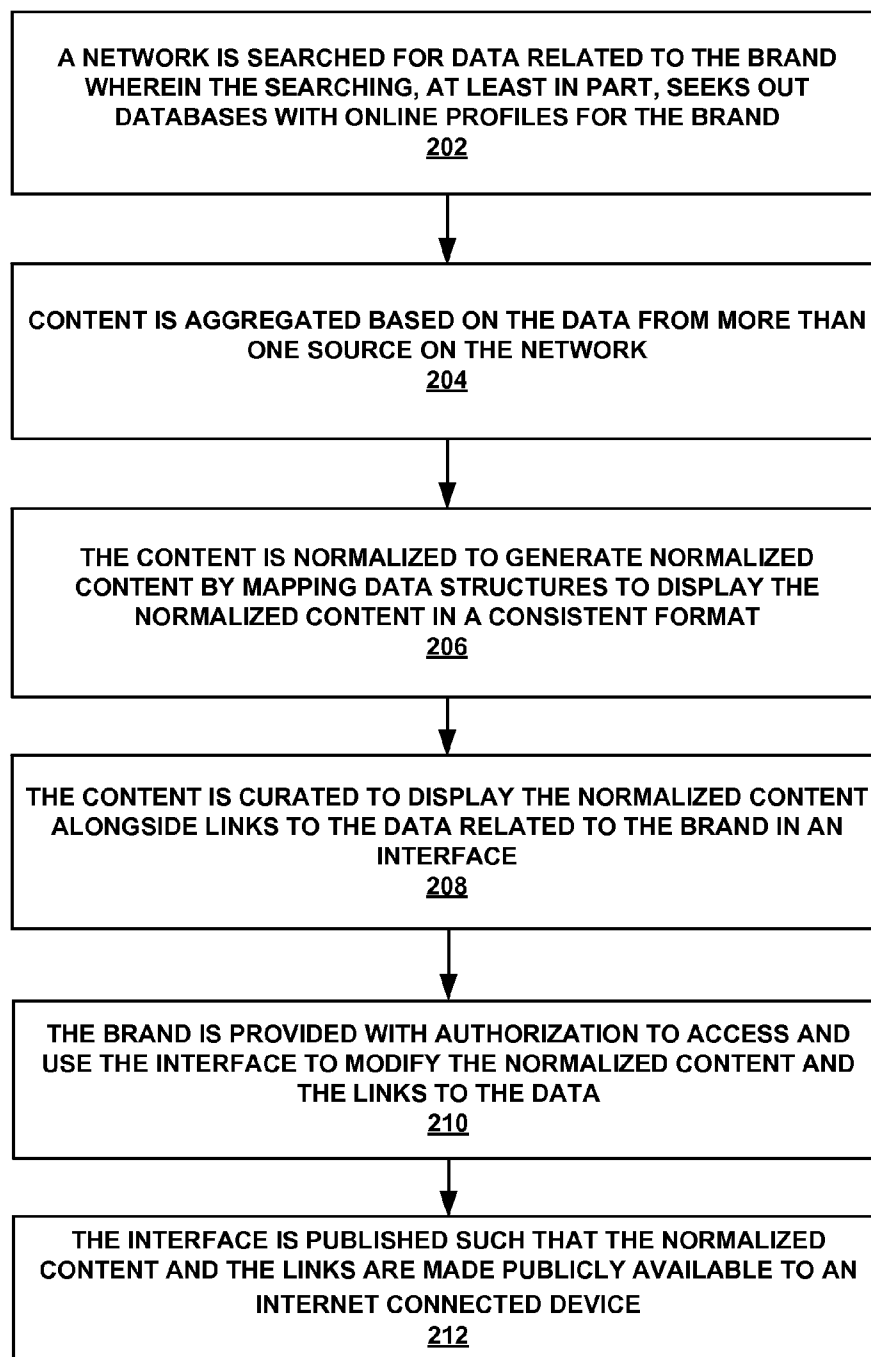 A NETWORK IS SEARCHED FOR DATA RELATED TO THE BRAND
WHEREIN THE SEARCHING, AT LEAST IN PART, SEEKS OUT
DATABASES WITH ONLINE PROFILES FOR THE BRAND
202
CONTENT IS AGGREGATED BASED ON THE DATA FROM MORE THAN
ONE SOURCE ON THE NETWORK
204
THE CONTENT IS NORMALIZED TO GENERATE NORMALIZED
CONTENT BY MAPPING DATA STRUCTURES TO DISPLAY THE
NORMALIZED CONTENT IN A CONSISTENT FORMAT
206
THE CONTENT IS CURATED TO DISPLAY THE NORMALIZED CONTENT
ALONGSIDE LINKS TO THE DATA RELATED TO THE BRAND IN AN
INTERFACE
208
THE BRAND IS PROVIDED WITH AUTHORIZATION TO ACCESS AND
USE THE INTERFACE TO MODIFY THE NORMALIZED CONTENT AND
THE LINKS TO THE DATA
210
THE INTERFACE IS PUBLISHED SUCH THAT THE NORMALIZED
CONTENT AND THE LINKS ARE MADE PUBLICLY AVAILABLE TO AN
INTERNET CONNECTED DEVICE
212